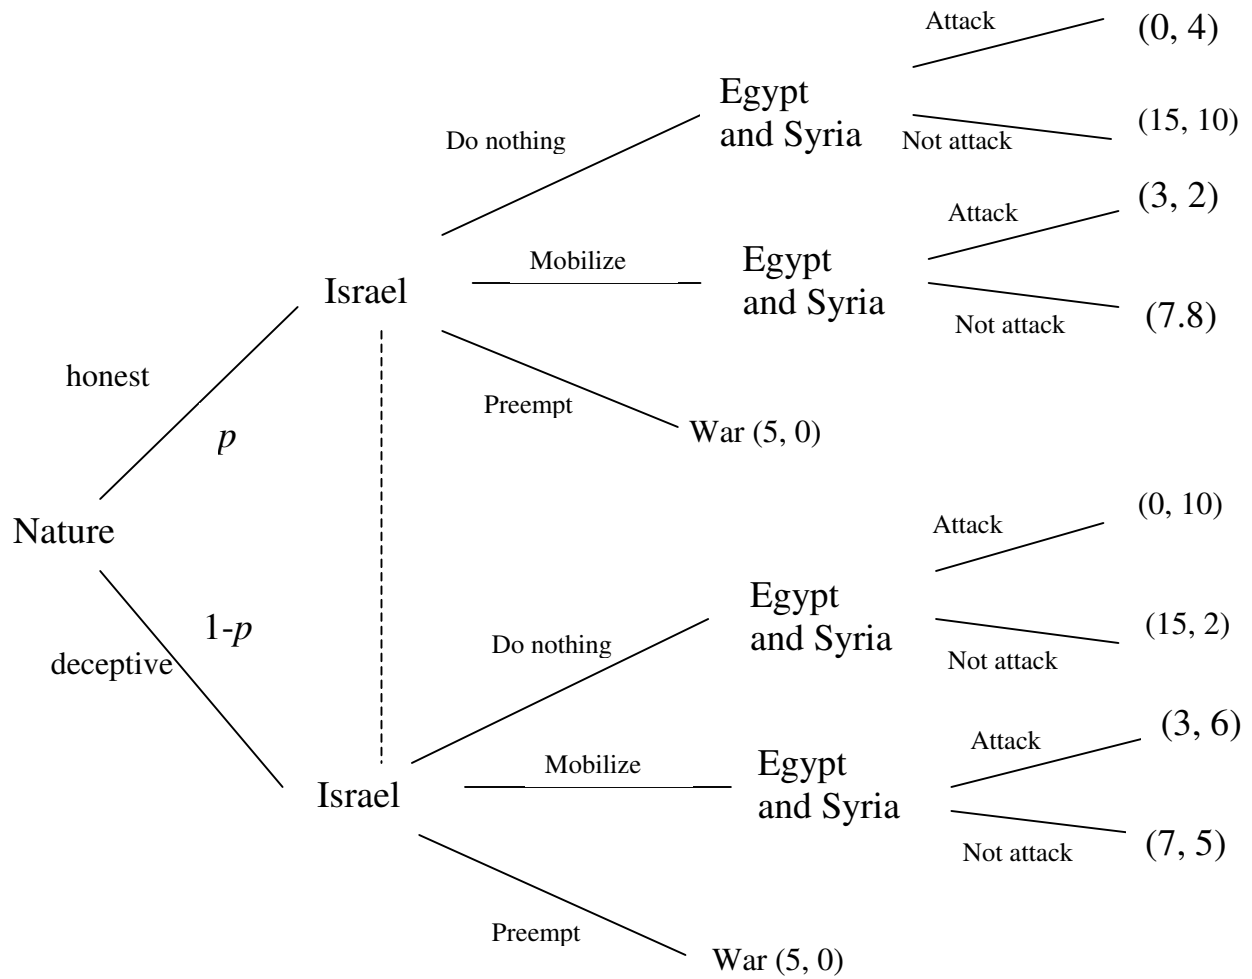 Attack
(0, 4)
Egypt
and Syria
Do nothing
Not attack
(15, 10)
Attack
(3, 2)
Mobilize
Egypt
and Syria
Israel
Not attack
(7.8)
honest
Preempt
War (5, 0)
p
Nature
Attack
(0, 10)
Egypt
and Syria
1-p
deceptive
Do nothing
Not attack
(15, 2)
Attack
(3, 6)
Mobilize
Egypt
and Syria
Israel
Not attack
(7, 5)
Preempt
War (5, 0)